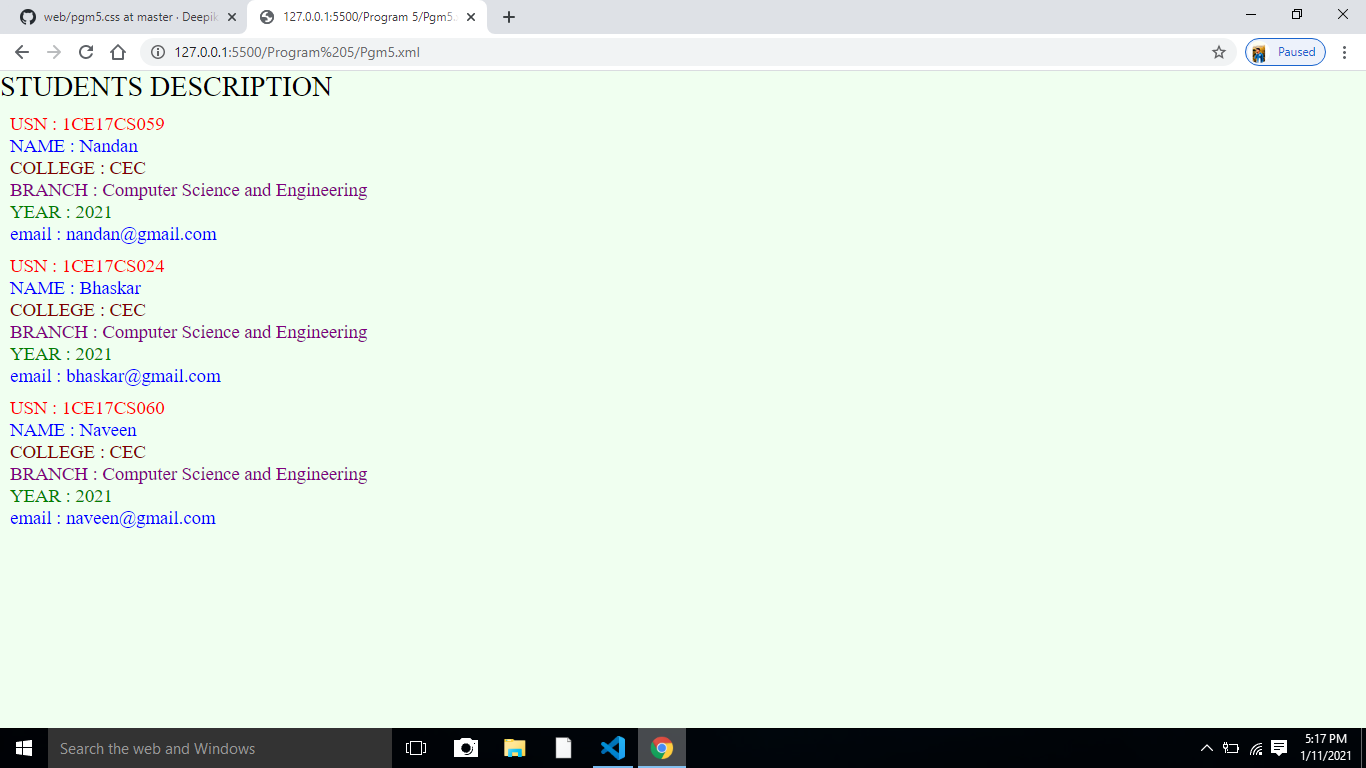 web/pgm5.css at master · Deepik
127.0.0.1:5500/Program 5/Pgm5.
127.0.0.1:5500/Program%205/Pgm5.xml
Paused
STUDENTS DESCRIPTION
USN : 1CE17CS059
NAME : Nandan
COLLEGE : CEC
BRANCH : Computer Science and Engineering
YEAR : 2021
email : nandan@gmail.com
USN : 1CE17CS024
NAME : Bhaskar
COLLEGE : CEC
BRANCH : Computer Science and Engineering
YEAR : 2021
email : bhaskar@gmail.com
USN : 1CE17CS060
NAME : Naveen
COLLEGE : CEC
BRANCH : Computer Science and Engineering
YEAR : 2021
email : naveen@gmail.com
Search the web and Windows
5:17 PM
1/11/2021